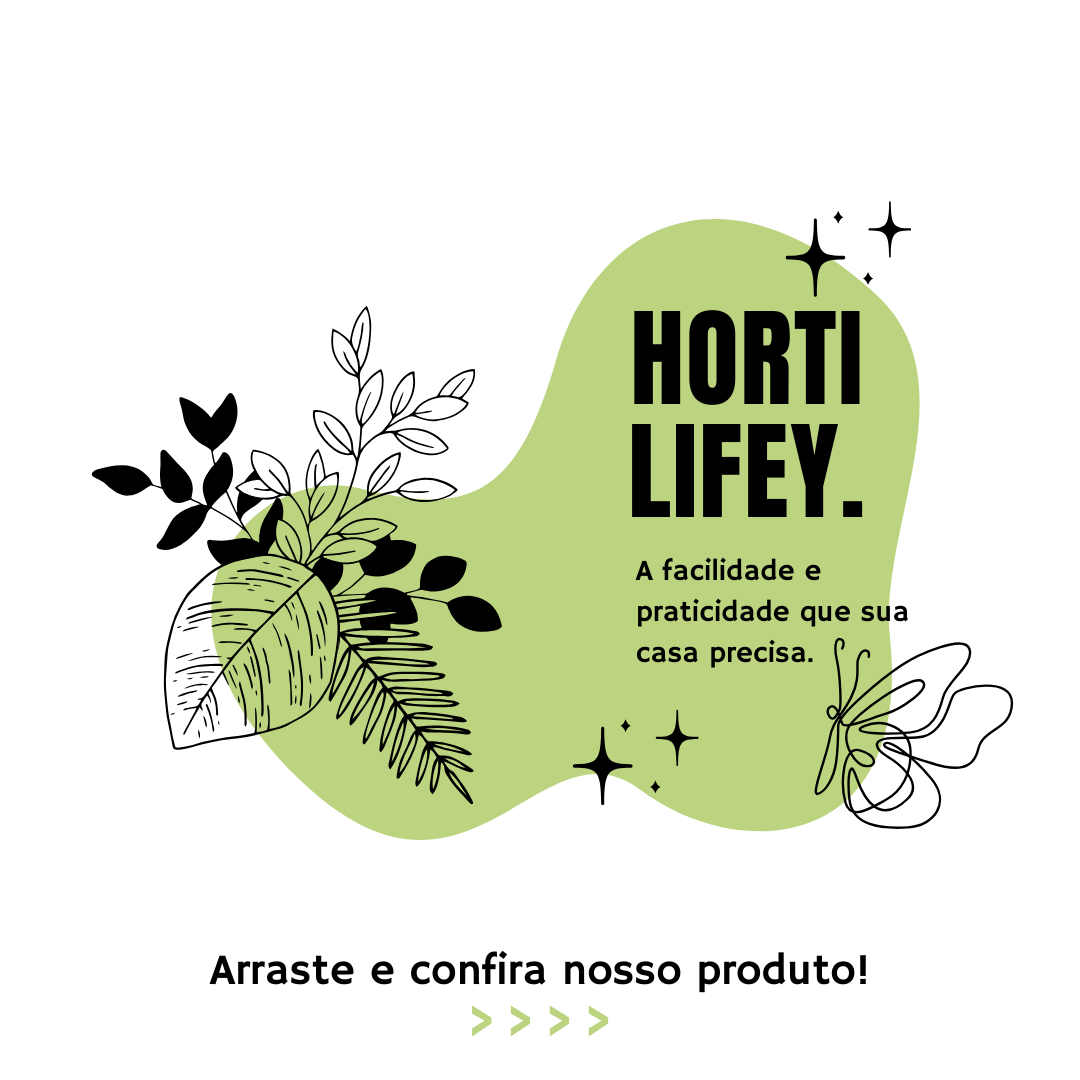 HORTI
LIFEY.
A facilidade e
praticidade que sua
casa precisa.
Arraste e confira nosso produto!
> > > >